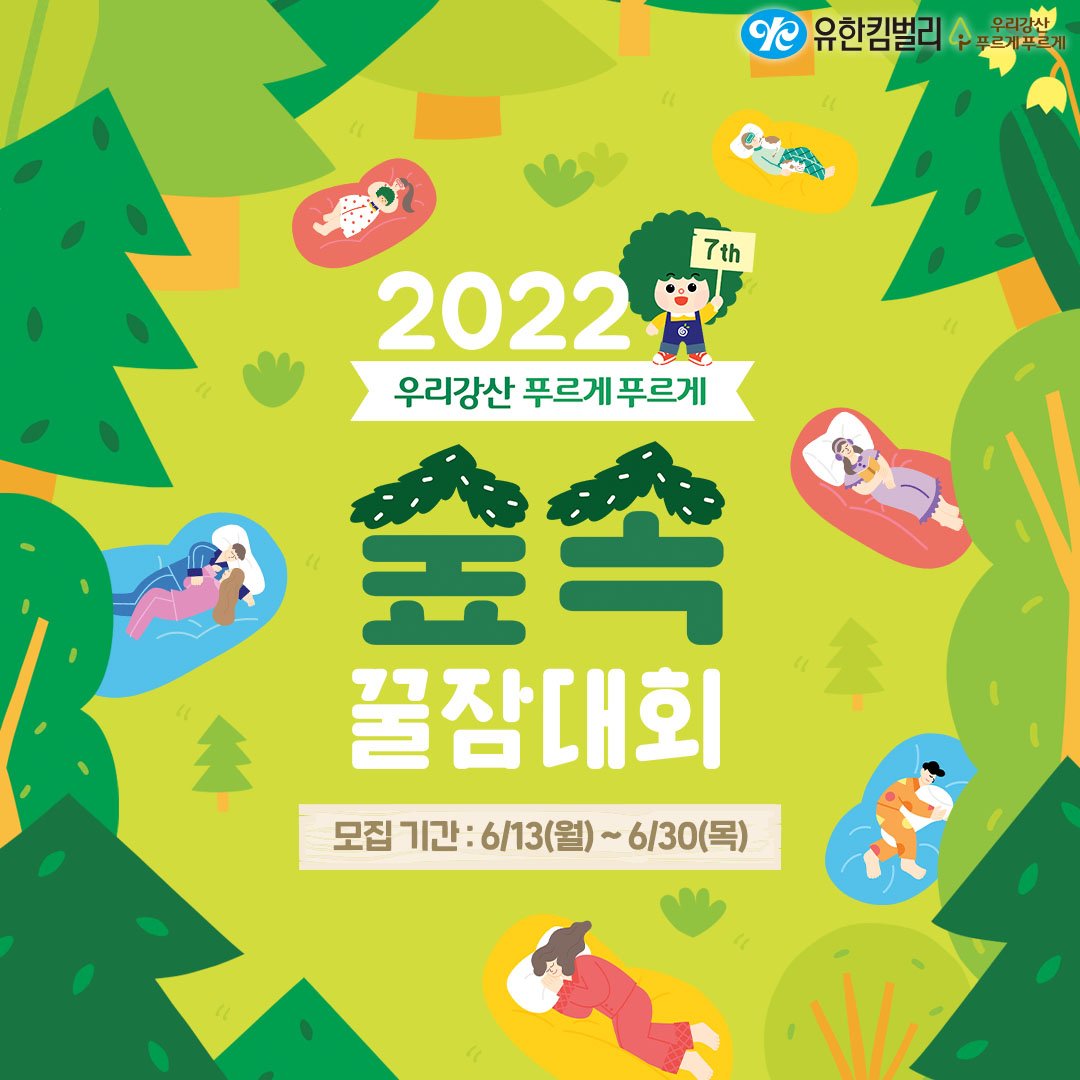 유한킴벌리
우리강산
푸르게푸르게
7th
2022
우리강산 푸르게푸르게
숲속
꿀잠대회
모집 기간 : 6/13(월) ~ 6/30(목)